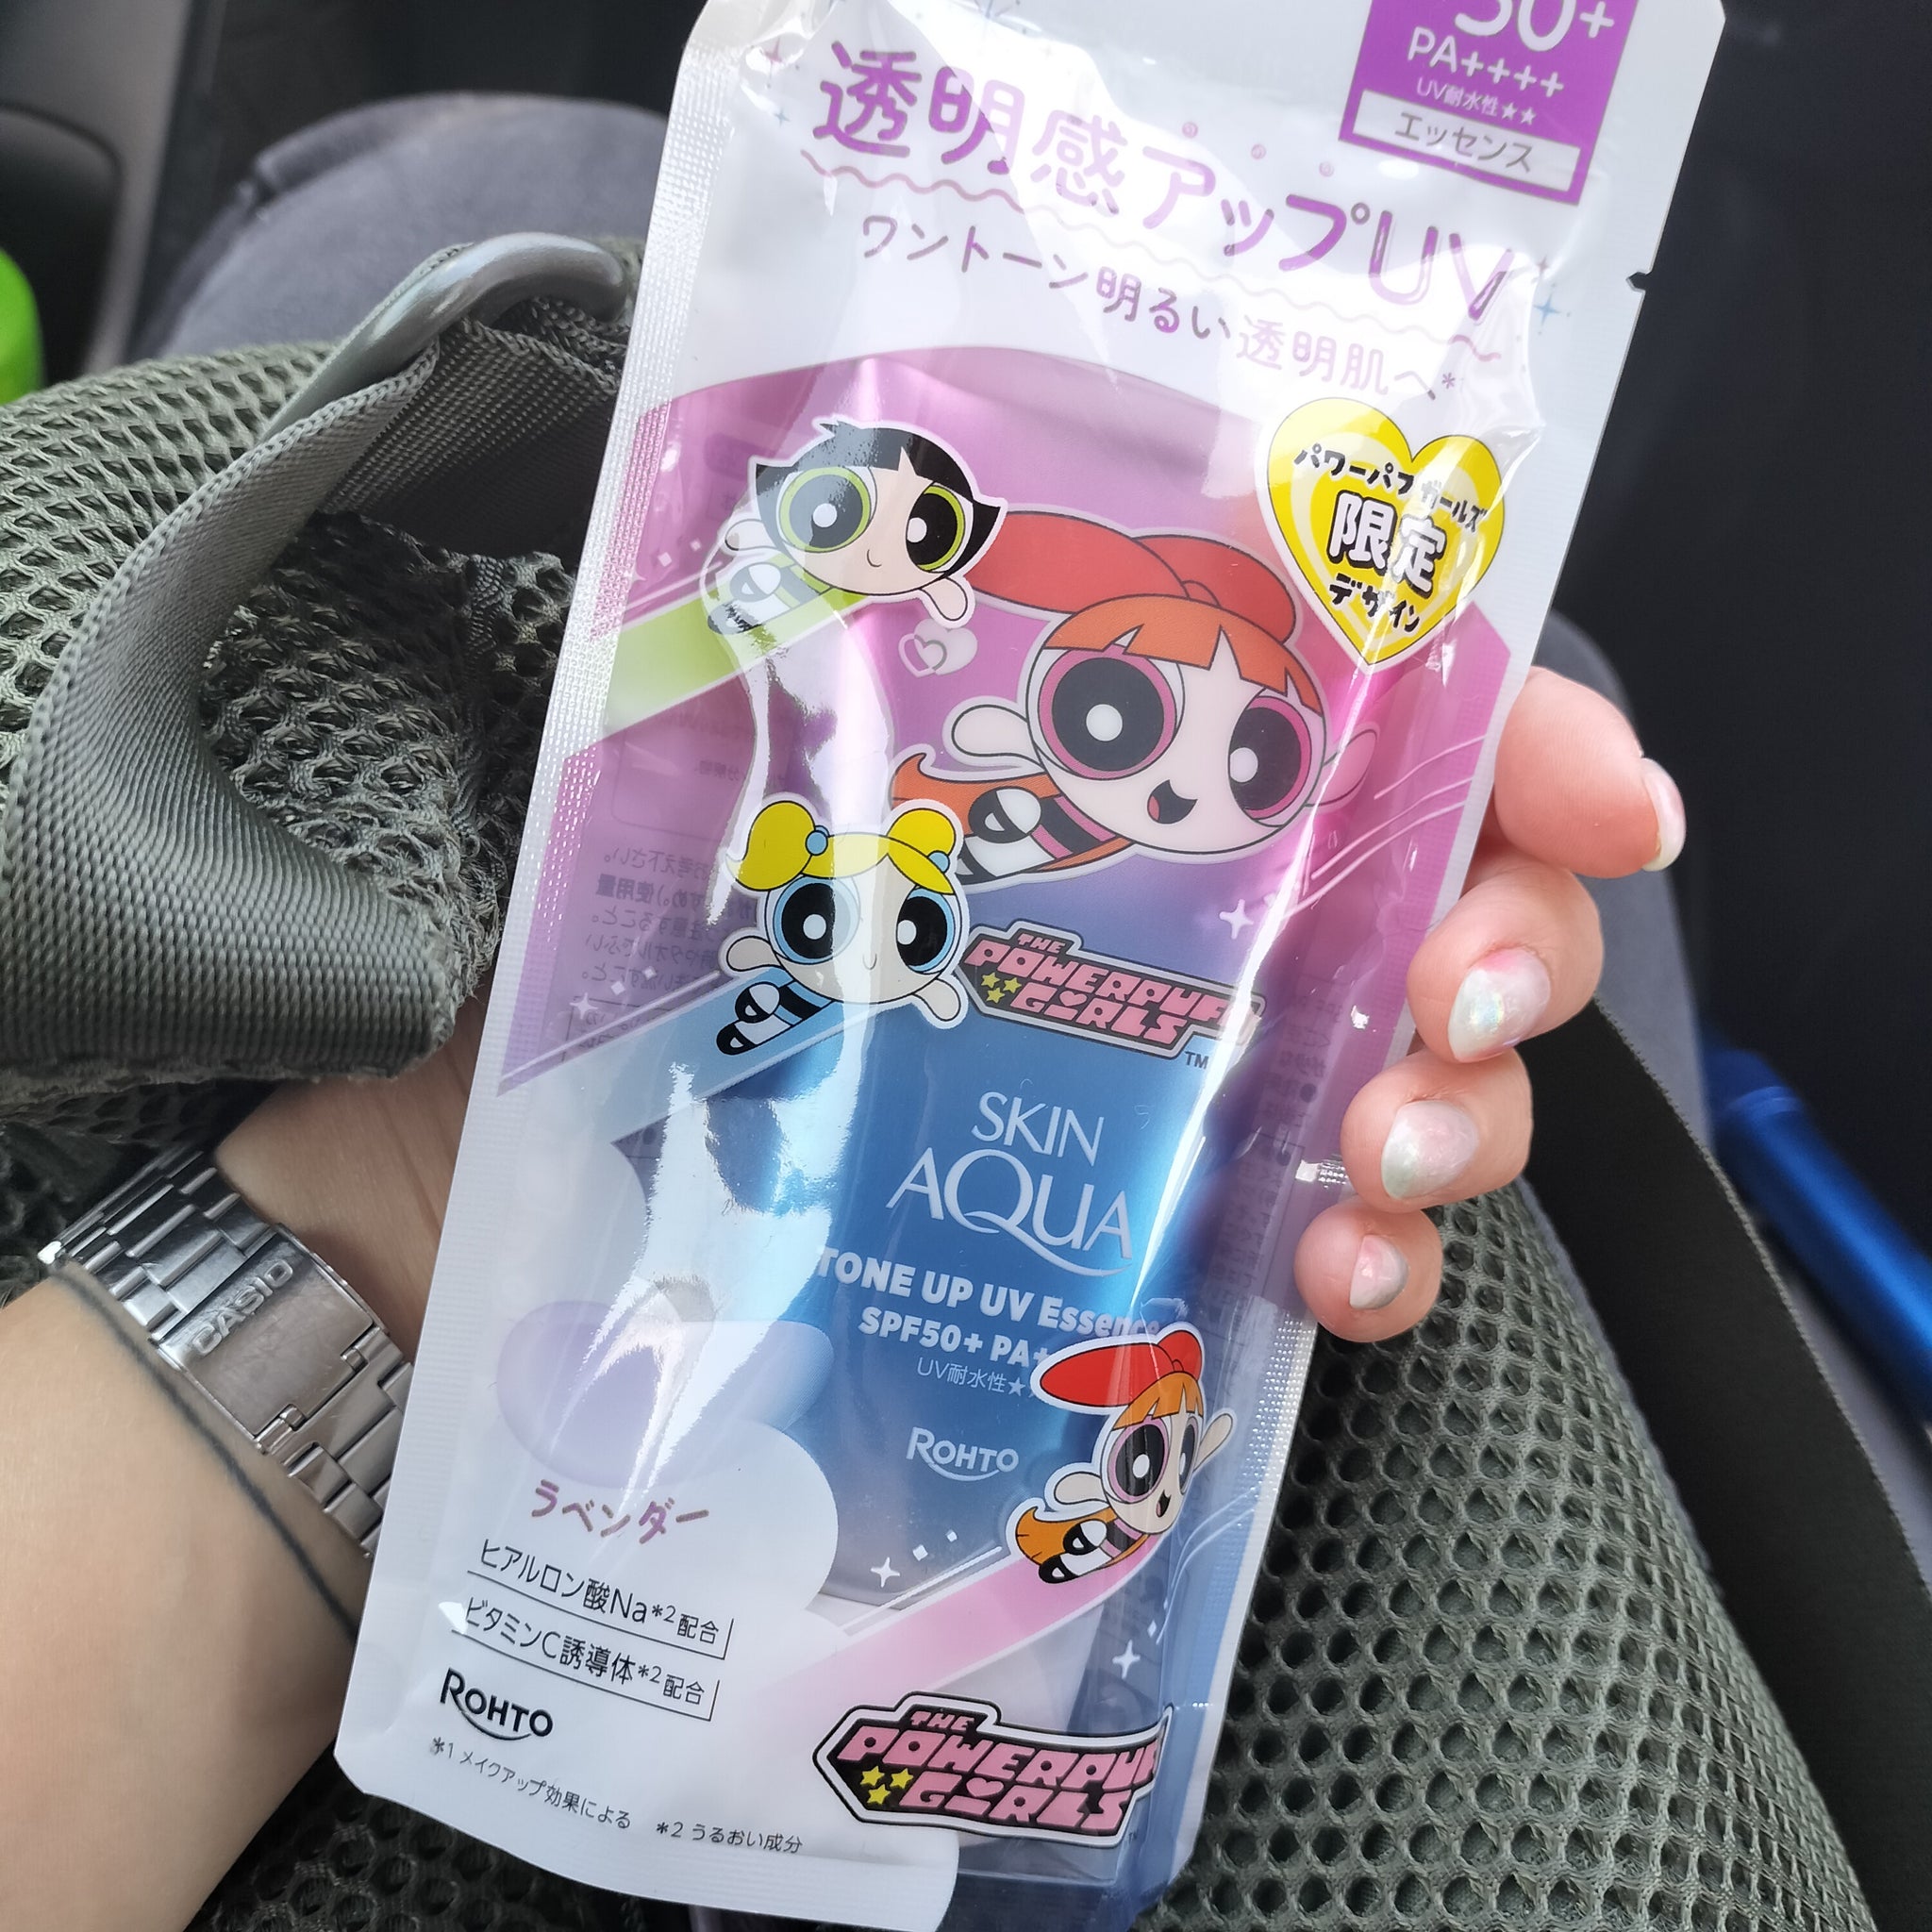 50+
PA++++
UV耐水性★★
エッセンス
透明感アップUV
ワントーン明るい透明肌へ*
パワーパフ ガールズ
限定
デザイン
THE
POWERPUFF
GIRLS
TM
SKIN
AQUA
TONE UP UV Essence
SPF50+ PA+
UV耐水性★
ROHTO
ラベンダー
ヒアルロン酸Na*2配合
ビタミンC誘導体*2配合
ROHTO
*1 メイクアップ効果による *2 うるおい成分
THE
POWERPUFF
GIRLS
CASIO